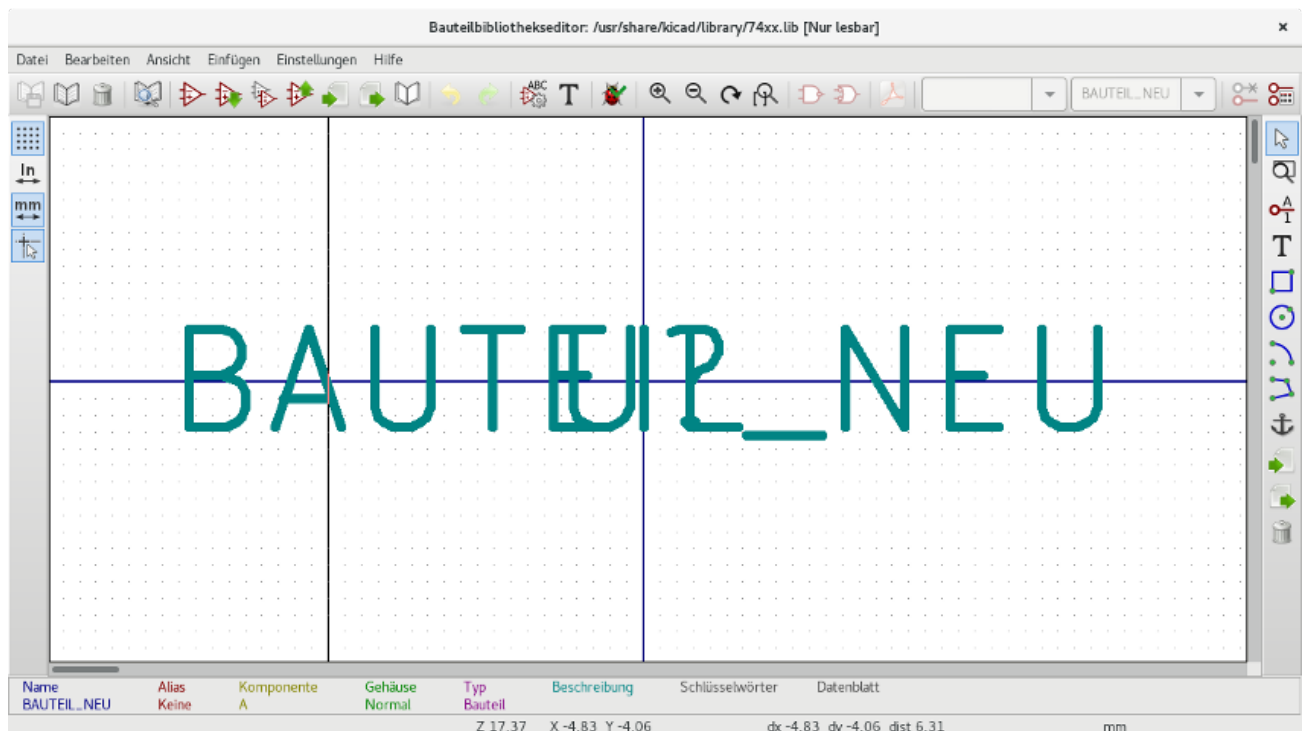 Bauteilbibliothekseditor: /usr/share/kicad/library/74xx.lib [Nur lesbar]
Datei Bearbeiten Ansicht Einfügen Einstellungen Hilfe
ABC T BAUTEIL_NEU
In
mm
A
1
T
BAUTEIL_NEU
U?
Name Alias Komponente Gehäuse Typ Beschreibung Schlüsselwörter Datenblatt
BAUTEIL_NEU Keine A Normal Bauteil
Z 17.37 X -4.83 Y -4.06 dx -4.83 dy -4.06 dist 6.31 mm